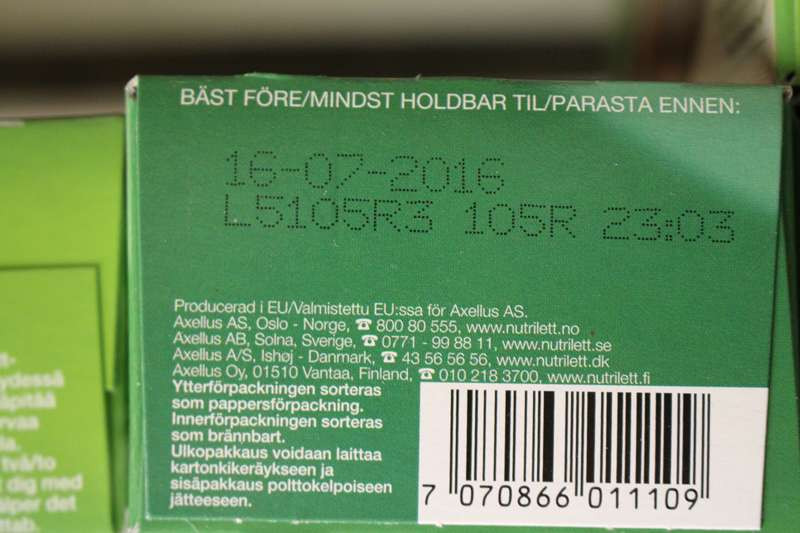 BÄST FÖRE/MINDST HOLDBAR TIL/PARASTA ENNEN:
16-07-2016
L5105R3 105R 23:03
Producerad i EU/Valmistettu EU:ssa för Axellus AS.
Axellus AS, Oslo - Norge, ☎ 800 80 555, www.nutrilett.no
Axellus AB, Solna, Sverige, ☎ 0771 - 99 88 11, www.nutrilett.se
Axellus A/S, Ishøj - Danmark, ☎ 43 56 56 56, www.nutrilett.dk
Axellus Oy, 01510 Vantaa, Finland, ☎ 010 218 3700, www.nutrilett.fi
Ytterförpackningen sorteras
som pappersförpackning.
Innerförpackningen sorteras
som brännbart.
Ulkopakkaus voidaan laittaa
kartonkikeräykseen ja
sisäpakkaus polttokelpoiseen
jätteeseen.
7 070866 011109
två/to
t dig med